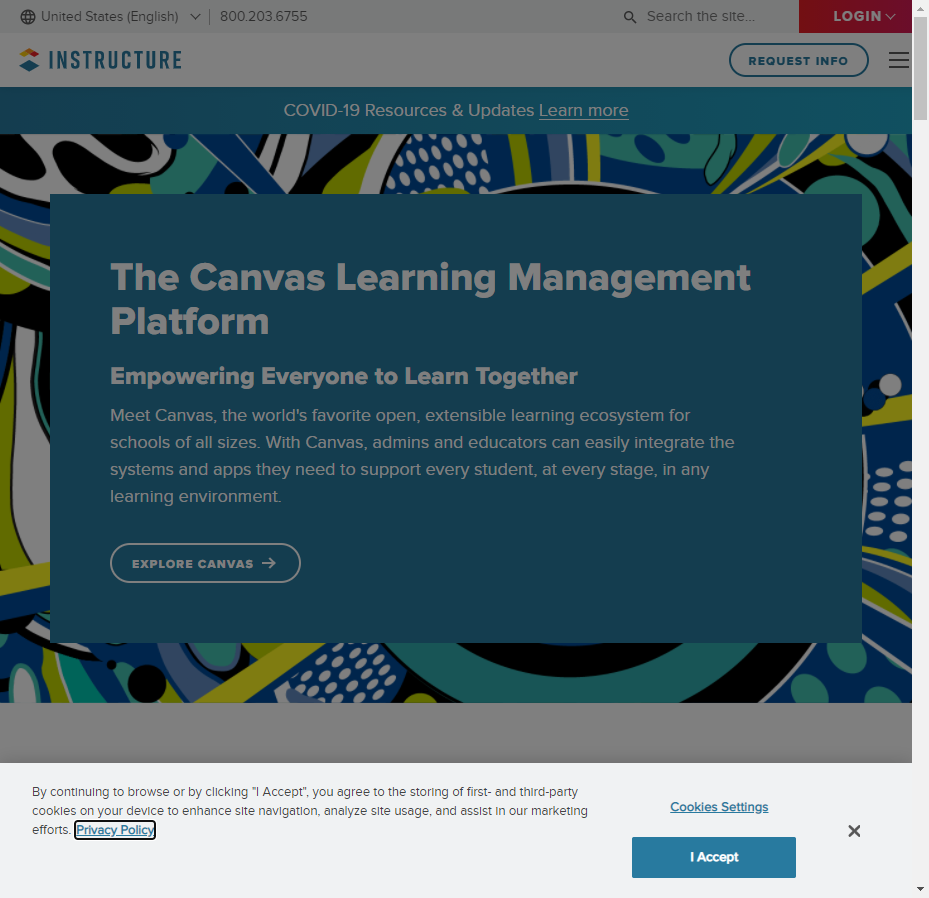 United States (English) 800.203.6755 Search the site... LOGIN
INSTRUCTURE REQUEST INFO
COVID-19 Resources & Updates Learn more
The Canvas Learning Management
Platform
Empowering Everyone to Learn Together
Meet Canvas, the world's favorite open, extensible learning ecosystem for
schools of all sizes. With Canvas, admins and educators can easily integrate the
systems and apps they need to support every student, at every stage, in any
learning environment.
EXPLORE CANVAS
By continuing to browse or by clicking "I Accept", you agree to the storing of first- and third-party
cookies on your device to enhance site navigation, analyze site usage, and assist in our marketing
efforts. Privacy Policy
Cookies Settings
I Accept